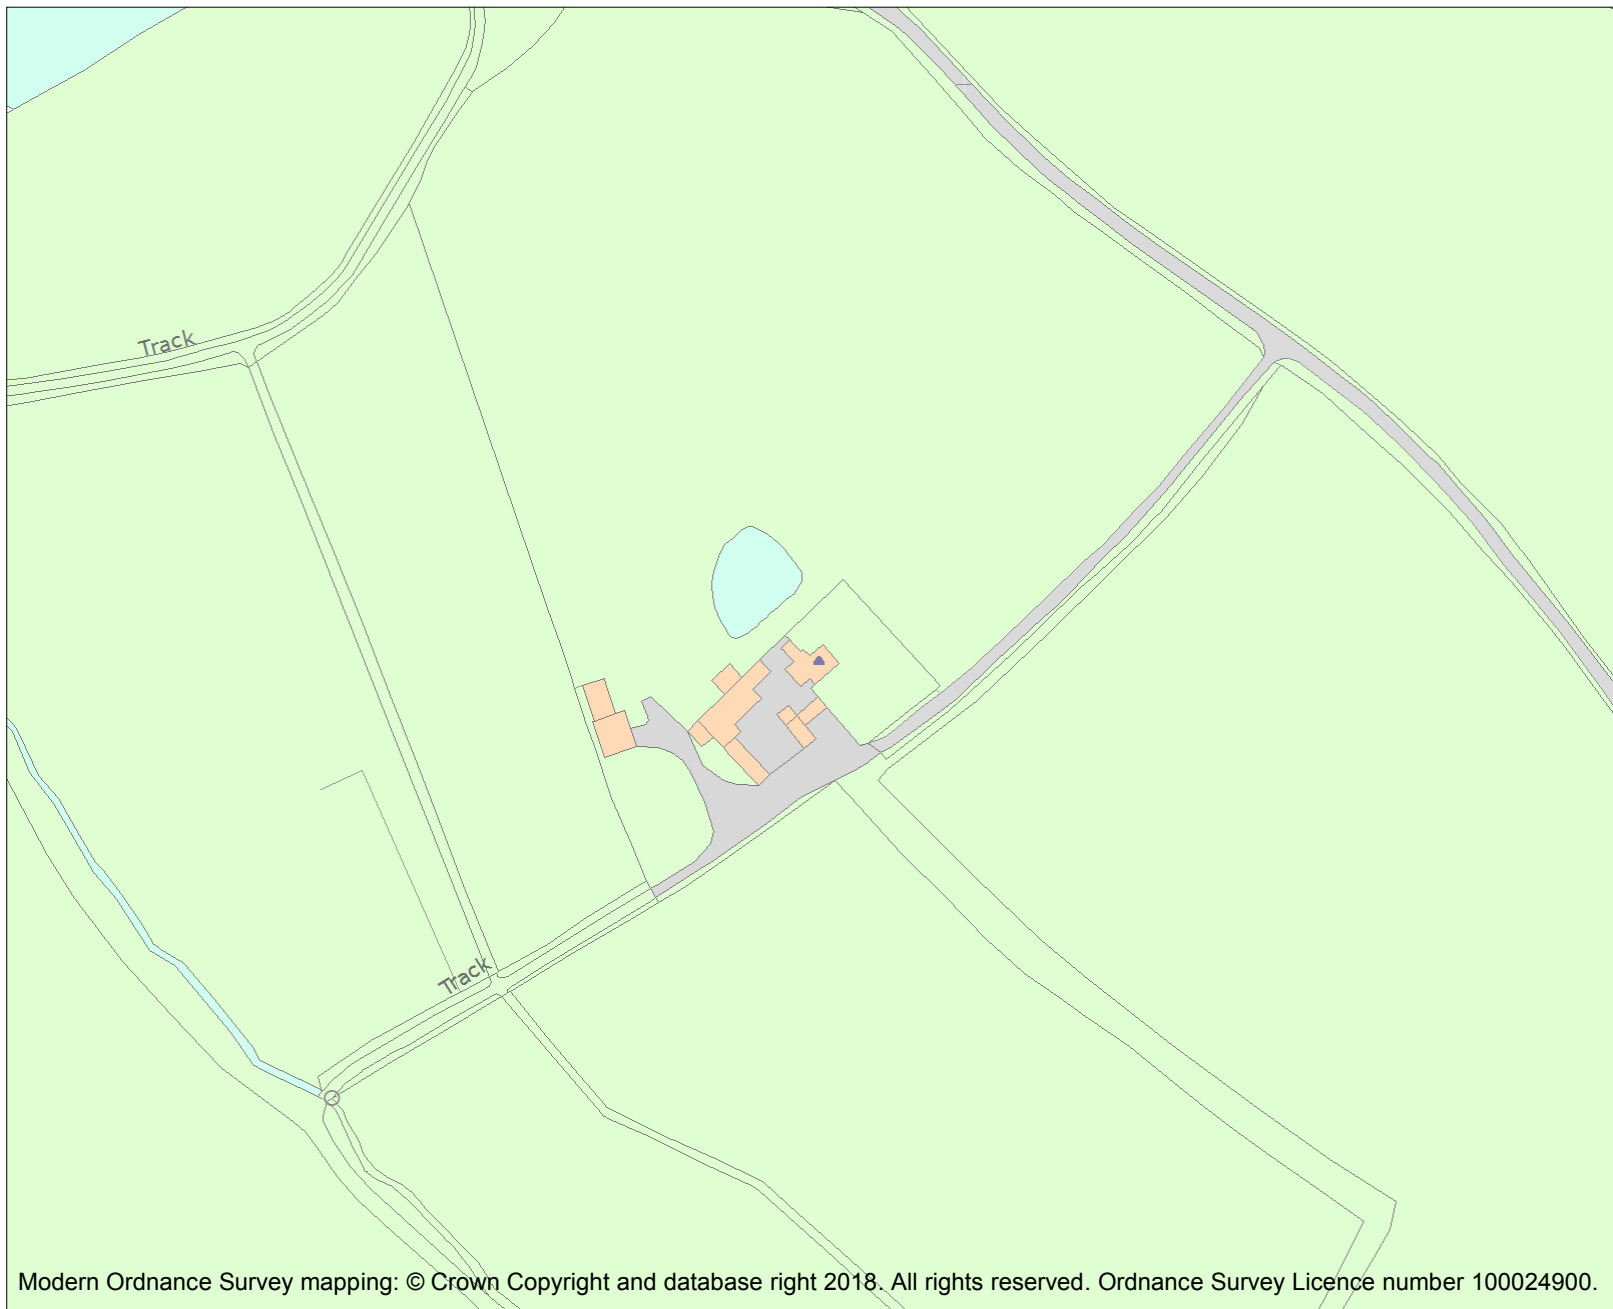 Track
Track
Modern Ordnance Survey mapping: © Crown Copyright and database right 2018. All rights reserved. Ordnance Survey Licence number 100024900.